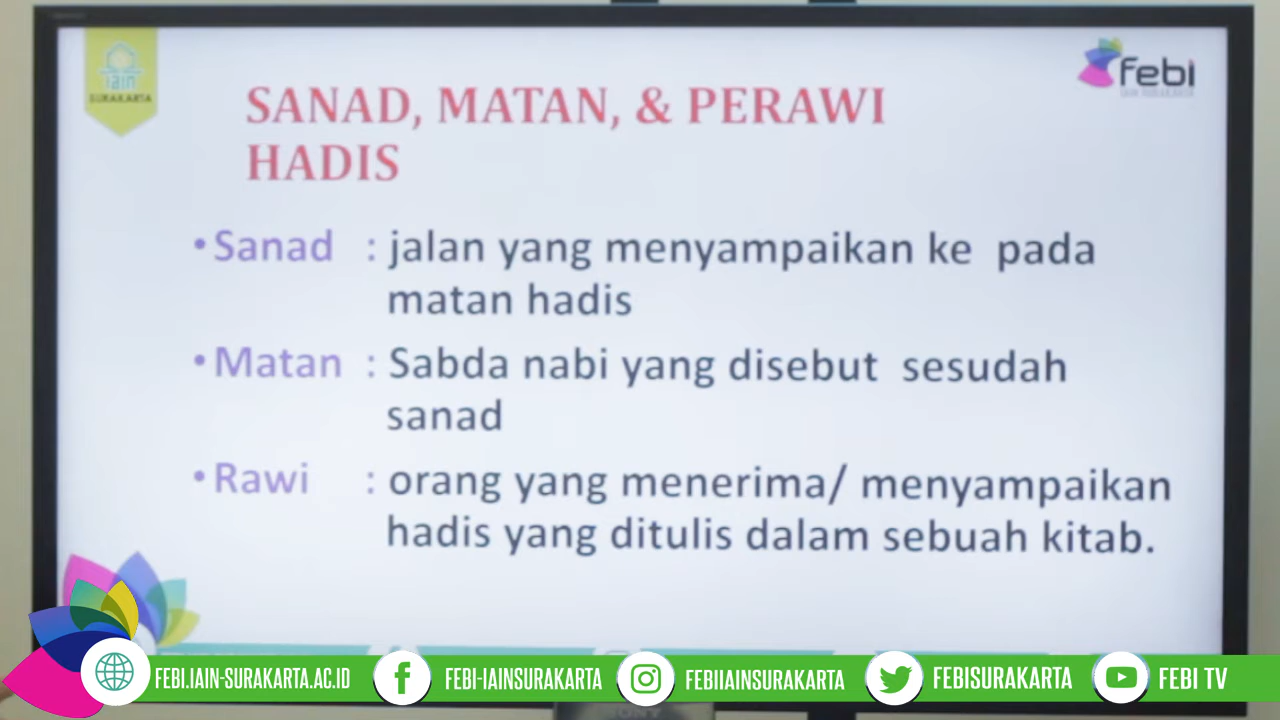 iain
SURAKARTA
febi
SANAD, MATAN, & PERAWI
HADIS
• Sanad : jalan yang menyampaikan ke pada
matan hadis
• Matan : Sabda nabi yang disebut sesudah
sanad
• Rawi : orang yang menerima/ menyampaikan
hadis yang ditulis dalam sebuah kitab.
FEBI.IAIN-SURAKARTA.AC.ID
FEBI-IAINSURAKARTA
FEBIIAINSURAKARTA
FEBISURAKARTA
FEBI TV
SONY